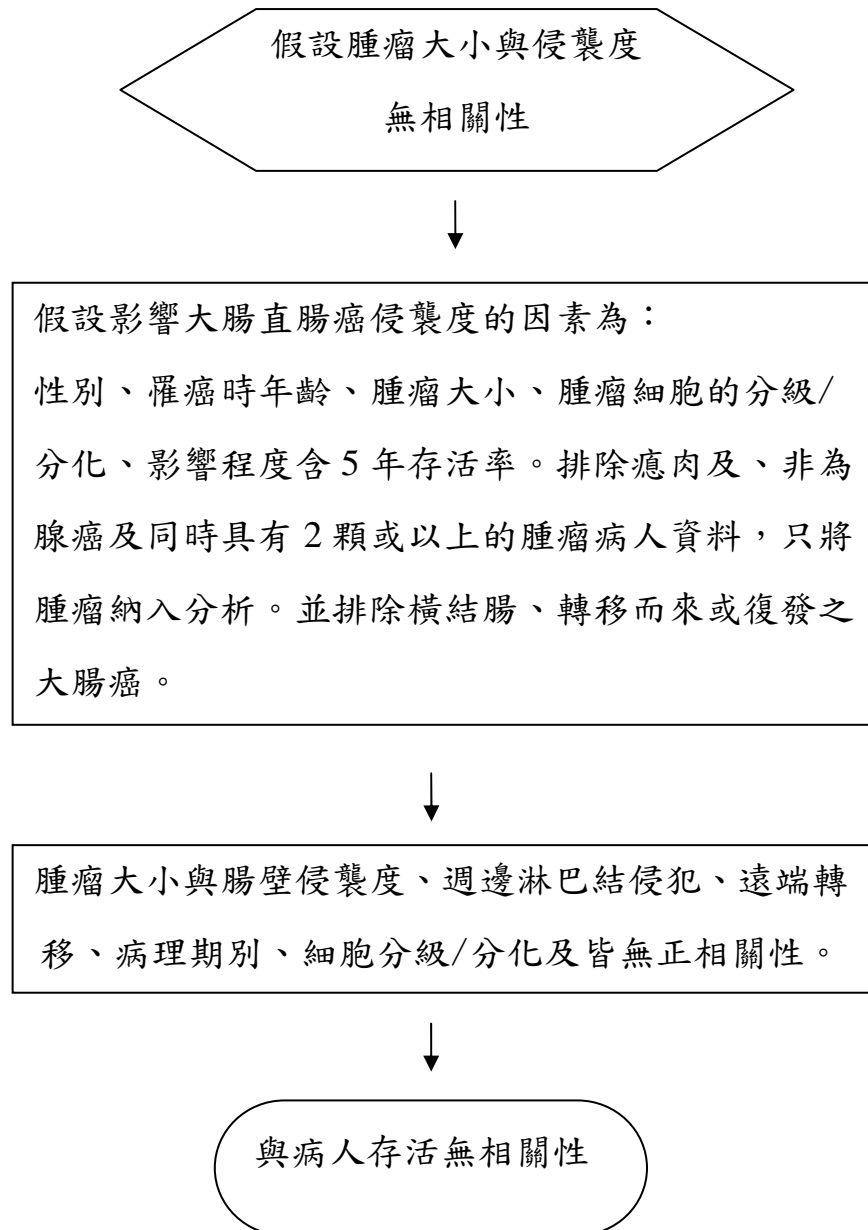 假設腫瘤大小與侵襲度
無相關性
假設影響大腸直腸癌侵襲度的因素為：
性別、罹癌時年齡、腫瘤大小、腫瘤細胞的分級/
分化、影響程度含 5 年存活率。排除瘜肉及、非為
腺癌及同時具有 2 顆或以上的腫瘤病人資料，只將
腫瘤納入分析。並排除橫結腸、轉移而來或復發之
大腸癌。
腫瘤大小與腸壁侵襲度、週邊淋巴結侵犯、遠端轉
移、病理期別、細胞分級/分化及皆無正相關性。
與病人存活無相關性